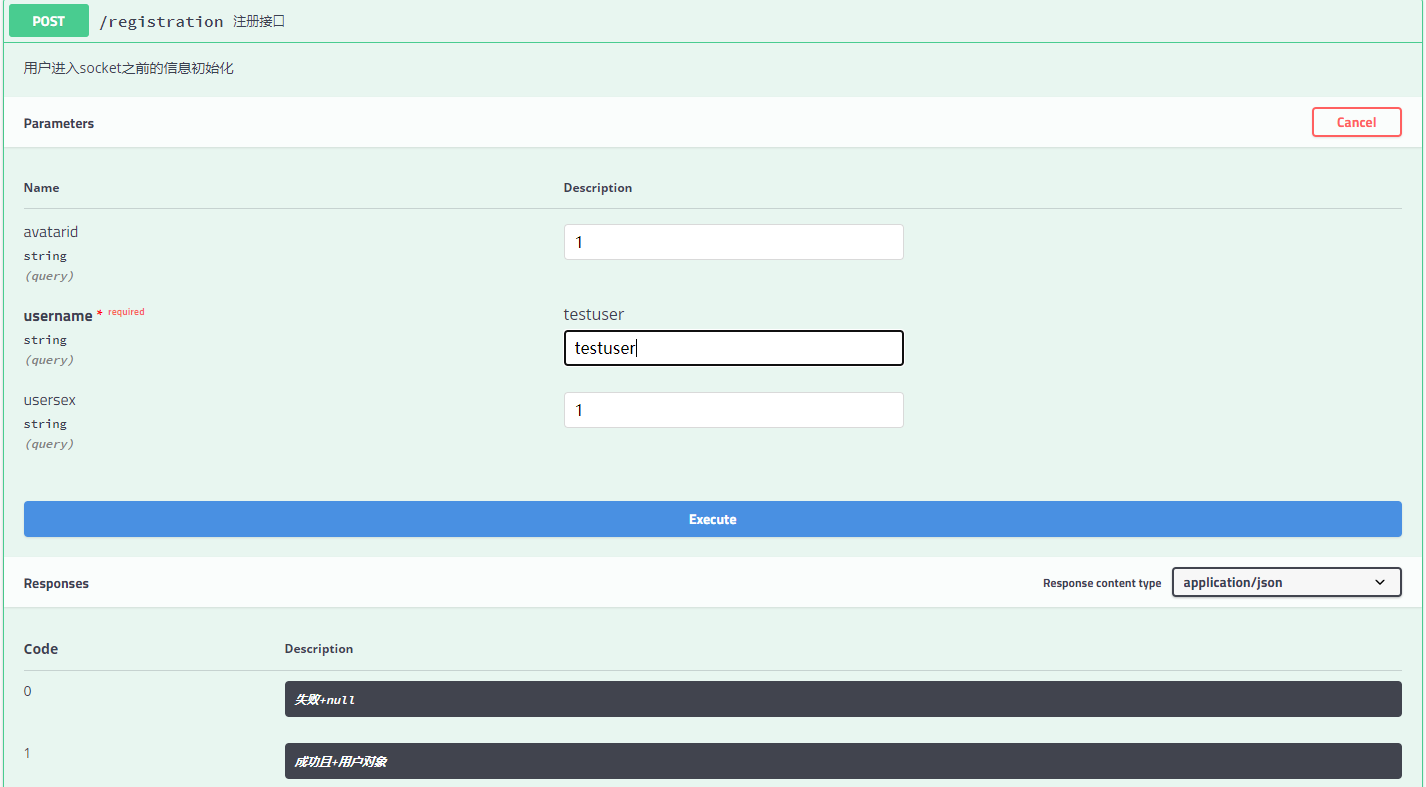 POST /registration 注册接口
用户进入socket之前的信息初始化
Parameters Cancel
Name Description
avatarid 1
string
(query)
username * required testuser
string testuser
(query)
usersex 1
string
(query)
Execute
Responses Response content type application/json
Code Description
0 失败+null
1 成功且+用户对象